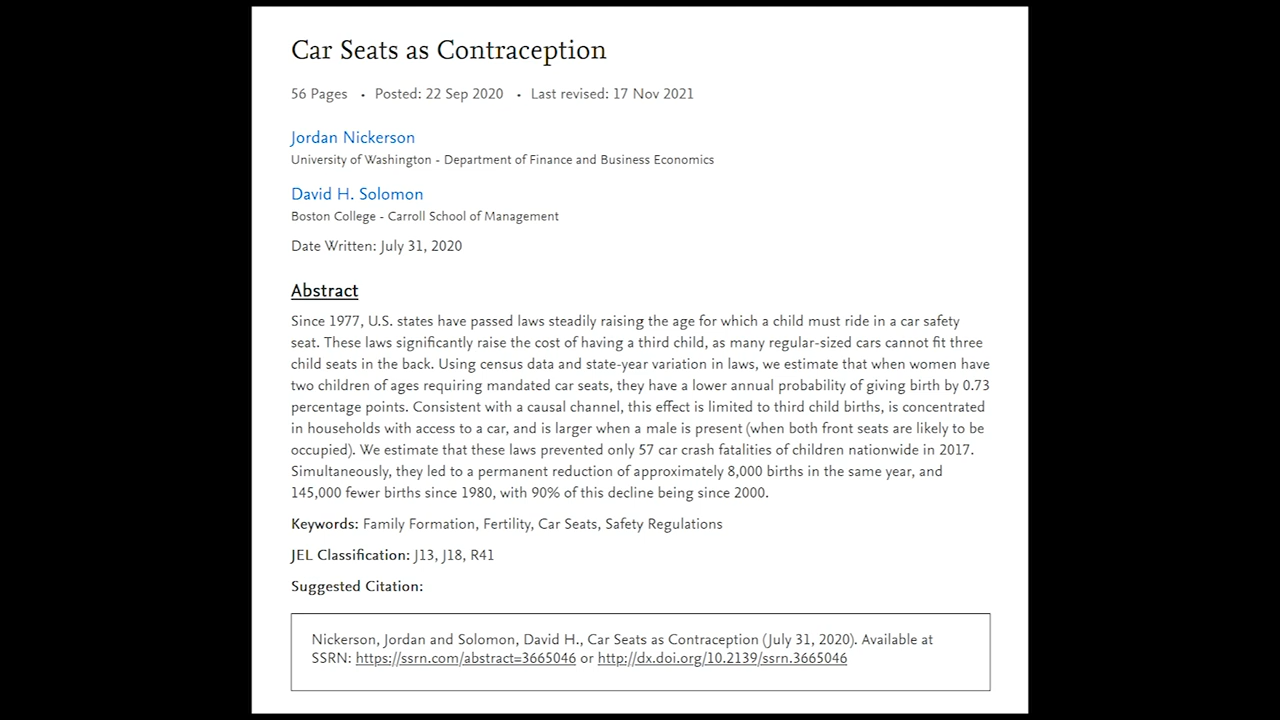 Car Seats as Contraception
56 Pages • Posted: 22 Sep 2020 • Last revised: 17 Nov 2021
Jordan Nickerson
University of Washington - Department of Finance and Business Economics
David H. Solomon
Boston College - Carroll School of Management
Date Written: July 31, 2020
Abstract
Since 1977, U.S. states have passed laws steadily raising the age for which a child must ride in a car safety
seat. These laws significantly raise the cost of having a third child, as many regular-sized cars cannot fit three
child seats in the back. Using census data and state-year variation in laws, we estimate that when women have
two children of ages requiring mandated car seats, they have a lower annual probability of giving birth by 0.73
percentage points. Consistent with a causal channel, this effect is limited to third child births, is concentrated
in households with access to a car, and is larger when a male is present (when both front seats are likely to be
occupied). We estimate that these laws prevented only 57 car crash fatalities of children nationwide in 2017.
Simultaneously, they led to a permanent reduction of approximately 8,000 births in the same year, and
145,000 fewer births since 1980, with 90% of this decline being since 2000.
Keywords: Family Formation, Fertility, Car Seats, Safety Regulations
JEL Classification: J13, J18, R41
Suggested Citation:
Nickerson, Jordan and Solomon, David H., Car Seats as Contraception (July 31, 2020). Available at
SSRN: https://ssrn.com/abstract=3665046 or http://dx.doi.org/10.2139/ssrn.3665046